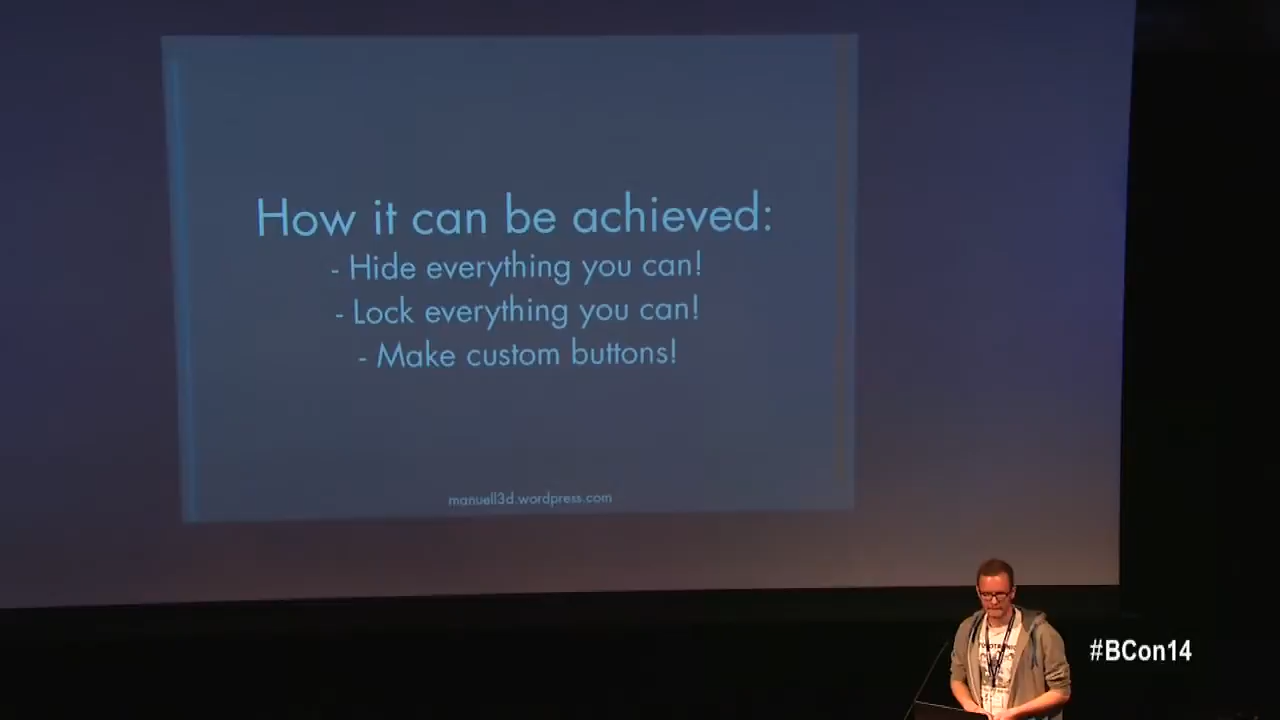 How it can be achieved:
- Hide everything you can!
- Lock everything you can!
- Make custom buttons!
manuell3d.wordpress.com
#BCon14